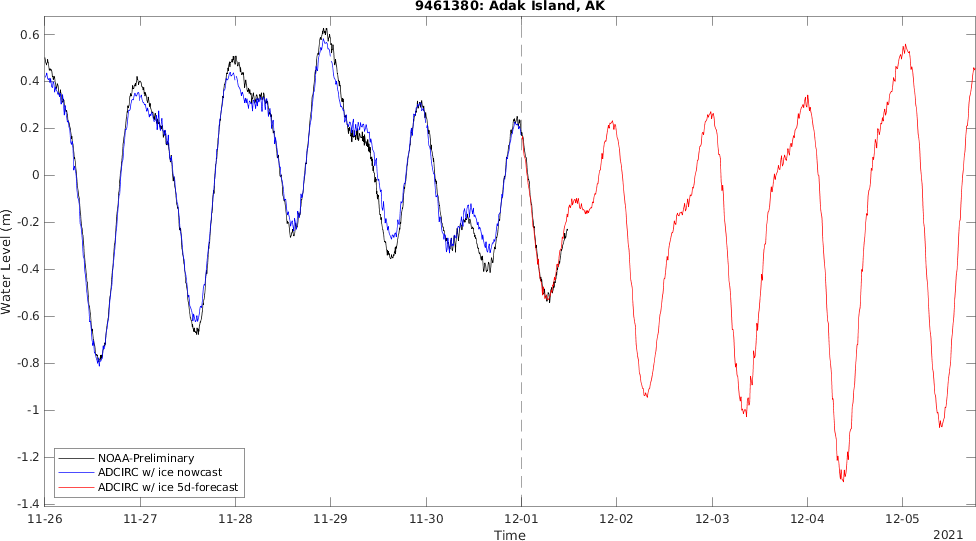 9461380: Adak Island, AK
0.6
0.4
0.2
0
-0.2
-0.4
-0.6
-0.8
-1
-1.2
-1.4
Water Level (m)
NOAA-Preliminary
ADCIRC w/ ice nowcast
ADCIRC w/ ice 5d-forecast
11-26 11-27 11-28 11-29 11-30 12-01 12-02 12-03 12-04 12-05
Time
2021